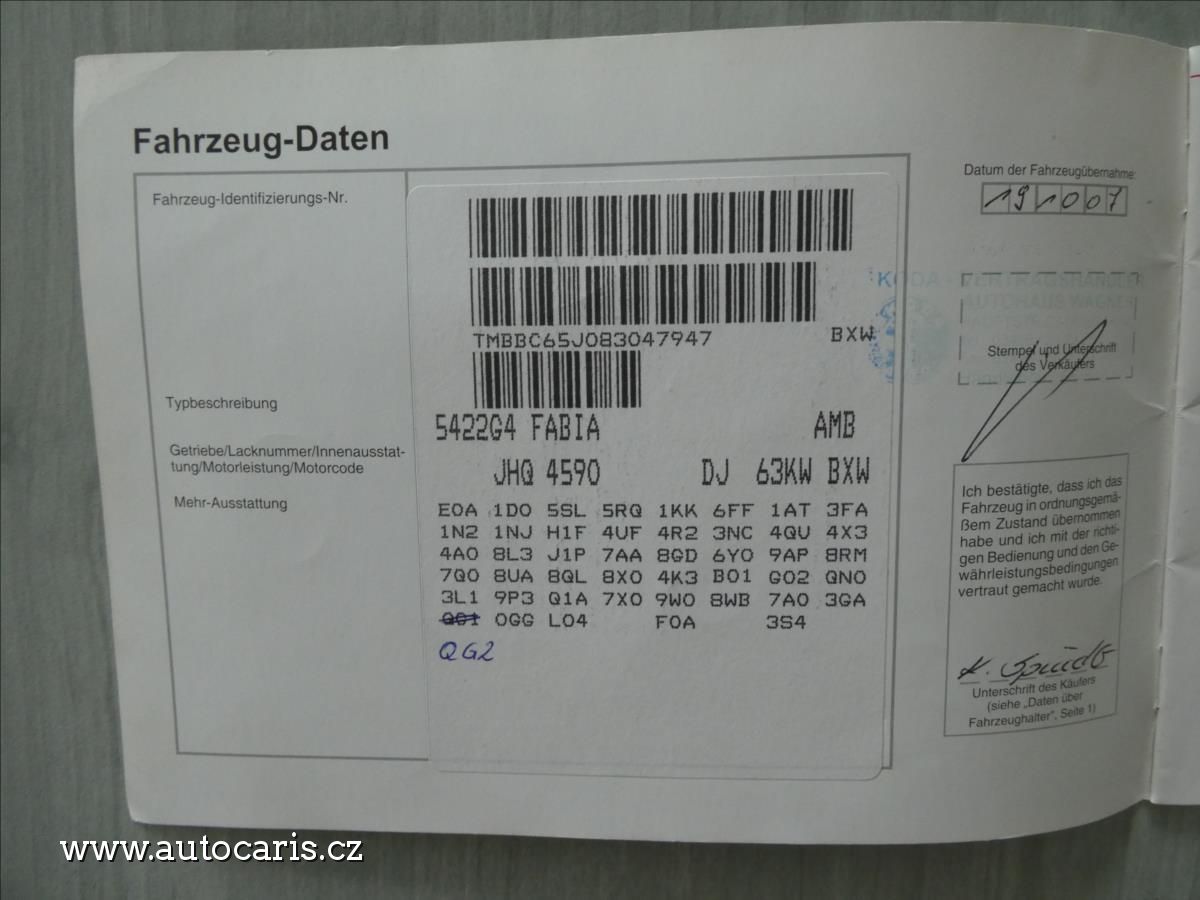 Fahrzeug-Daten
Fahrzeug-Identifizierungs-Nr.
TMBBC65J083047947 BXW
Typbeschreibung
5422G4 FABIA AMB
Getriebe/Lacknummer/Innenausstat-
tung/Motorleistung/Motorcode
JHQ 4590 DJ 63KW BXW
Mehr-Ausstattung
E0A 1D0 5SL 5RQ 1KK 6FF 1AT 3FA
1N2 1NJ H1F 4UF 4R2 3NC 4QU 4X3
4A0 8L3 J1P 7AA 8GD 6Y0 9AP 8RM
7Q0 8UA 8QL 8X0 4K3 B01 G02 QN0
3L1 9P3 Q1A 7X0 9W0 8WB 7A0 3GA
0GG L04 F0A 3S4
QG2
Datum der Fahrzeugübernahme:
191007
KODA - VERTRAGSHÄNDLER
AUTOHAUS WAGNER
Stempel und Unterschrift
des Verkäufers
Ich bestätigte, dass ich das
Fahrzeug in ordnungsgemä-
ßem Zustand übernommen
habe und ich mit der richti-
gen Bedienung und den Ge-
währleistungsbedingungen
vertraut gemacht wurde.
Unterschrift des Käufers
(siehe „Daten über
Fahrzeughalter", Seite 1)
www.autocaris.cz